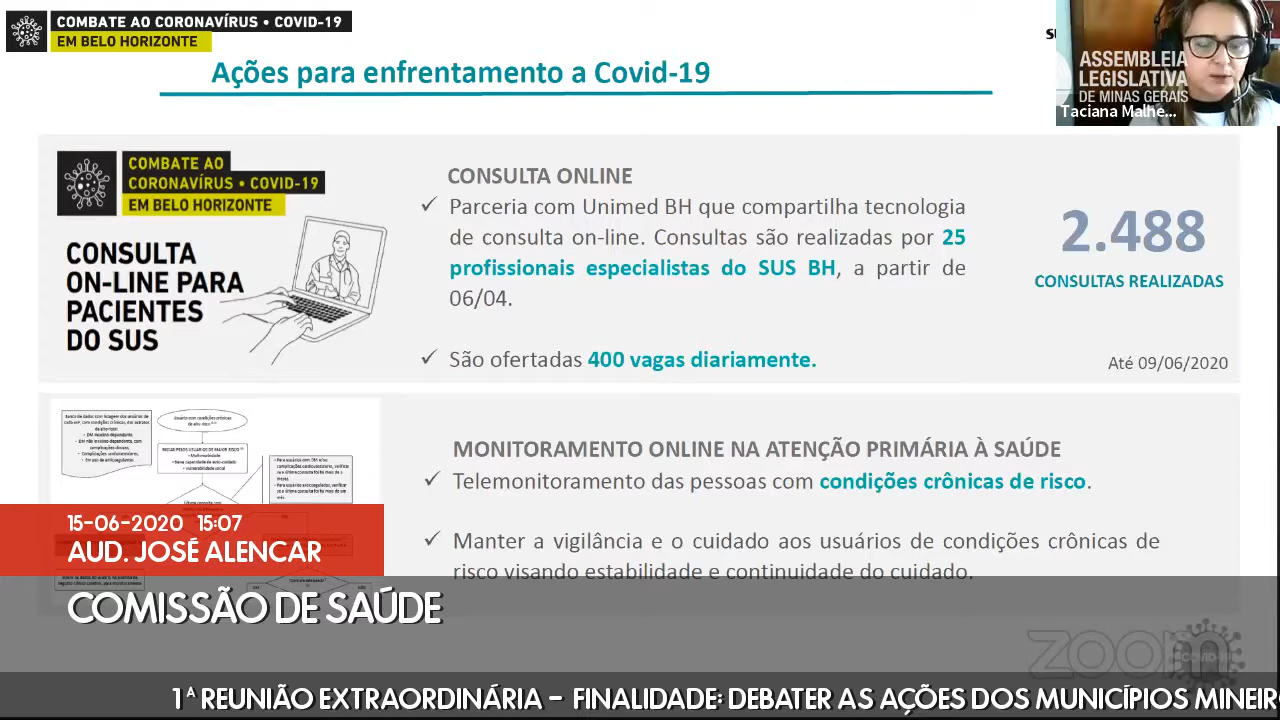 COMBATE AO CORONAVÍRUS • COVID-19
EM BELO HORIZONTE
Ações para enfrentamento a Covid-19
ASSEMBLEIA
LEGISLATIVA
DE MINAS GERAIS
Taciana Malhe...
COMBATE AO
CORONAVÍRUS • COVID-19
EM BELO HORIZONTE
CONSULTA
ON-LINE PARA
PACIENTES
DO SUS
CONSULTA ONLINE
✓ Parceria com Unimed BH que compartilha tecnologia
de consulta on-line. Consultas são realizadas por 25
profissionais especialistas do SUS BH, a partir de
06/04.
✓ São ofertadas 400 vagas diariamente.
2.488
CONSULTAS REALIZADAS
Até 09/06/2020
MONITORAMENTO ONLINE NA ATENÇÃO PRIMÁRIA À SAÚDE
✓ Telemonitoramento das pessoas com condições crônicas de risco.
✓ Manter a vigilância e o cuidado aos usuários de condições crônicas de
risco visando estabilidade e continuidade do cuidado.
15-06-2020 15:07
AUD. JOSÉ ALENCAR
COMISSÃO DE SAÚDE
zoom
COVID-19
1ª REUNIÃO EXTRAORDINÁRIA - FINALIDADE: DEBATER AS AÇÕES DOS MUNICÍPIOS MINEIR